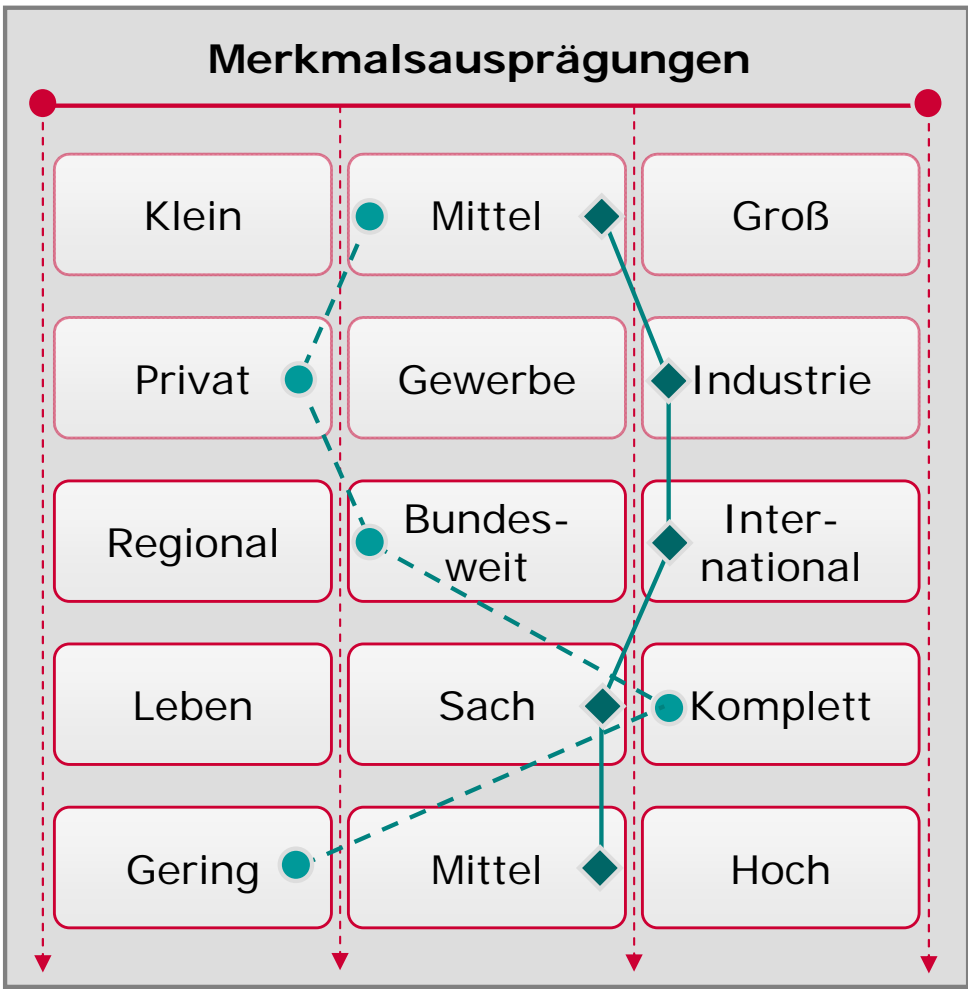 Merkmalsausprägungen
Klein Mittel Groß
Privat Gewerbe Industrie
Regional
Bundes-
weit
Inter-
national
Leben Sach Komplett
Gering Mittel Hoch